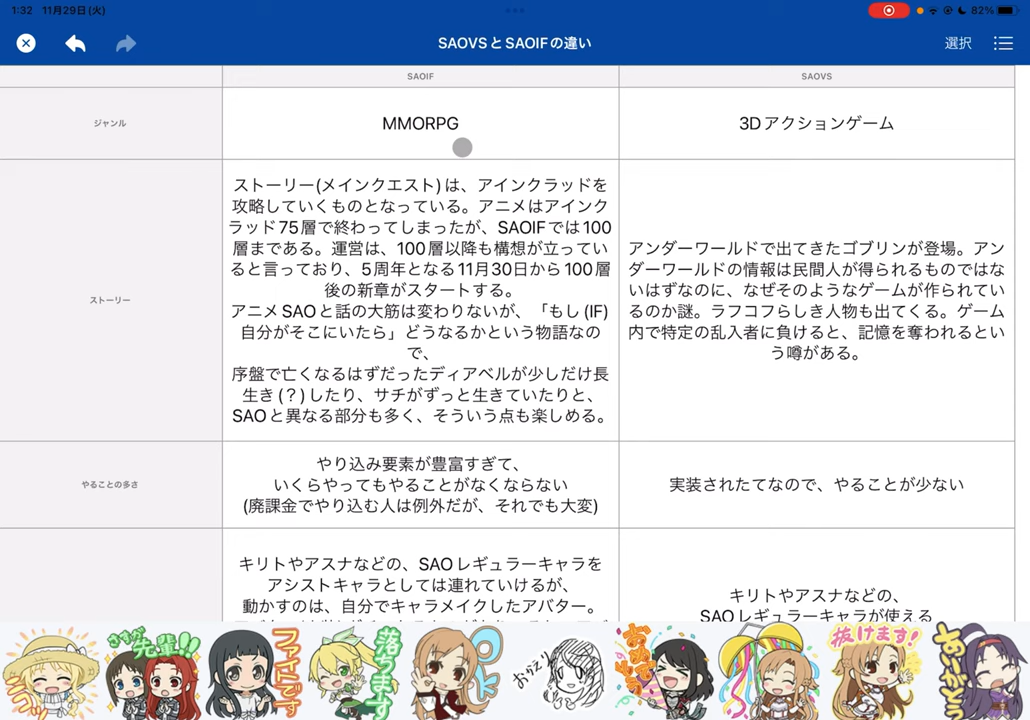 1:32 11月29日(火)
82%
SAOVSとSAOIFの違い
選択
SAOIF
SAOVS
ジャンル
MMORPG
3Dアクションゲーム
ストーリー
ストーリー(メインクエスト)は、アインクラッドを
攻略していくものとなっている。アニメはアインク
ラッド75層で終わってしまったが、SAOIFでは100
層まである。運営は、100層以降も構想が立ってい
ると言っており、5周年となる11月30日から100層
後の新章がスタートする。
アニメSAOと話の大筋は変わりないが、「もし(IF)
自分がそこにいたら」どうなるかという物語なの
で、
序盤で亡くなるはずだったディアベルが少しだけ長
生き(?)したり、サチがずっと生きていたりと、
SAOと異なる部分も多く、そういう点も楽しめる。
アンダーワールドで出てきたゴブリンが登場。アン
ダーワールドの情報は民間人が得られるものではな
いはずなのに、なぜそのようなゲームが作られてい
るのか謎。ラフコフらしき人物も出てくる。ゲーム
内で特定の乱入者に負けると、記憶を奪われるとい
う噂がある。
やることの多さ
やり込み要素が豊富すぎて、
いくらやってもやることがなくならない
(廃課金でやり込む人は例外だが、それでも大変)
実装されたてなので、やることが少ない
キリトやアスナなどの、SAOレギュラーキャラを
アシストキャラとしては連れていけるが、
動かすのは、自分でキャラメイクしたアバター。
キリトやアスナなどの、
SAOレギュラーキャラが使える
さすが先輩!!
ファイトです
落ちます
OK
おかえり
抜けます!
ありがとう